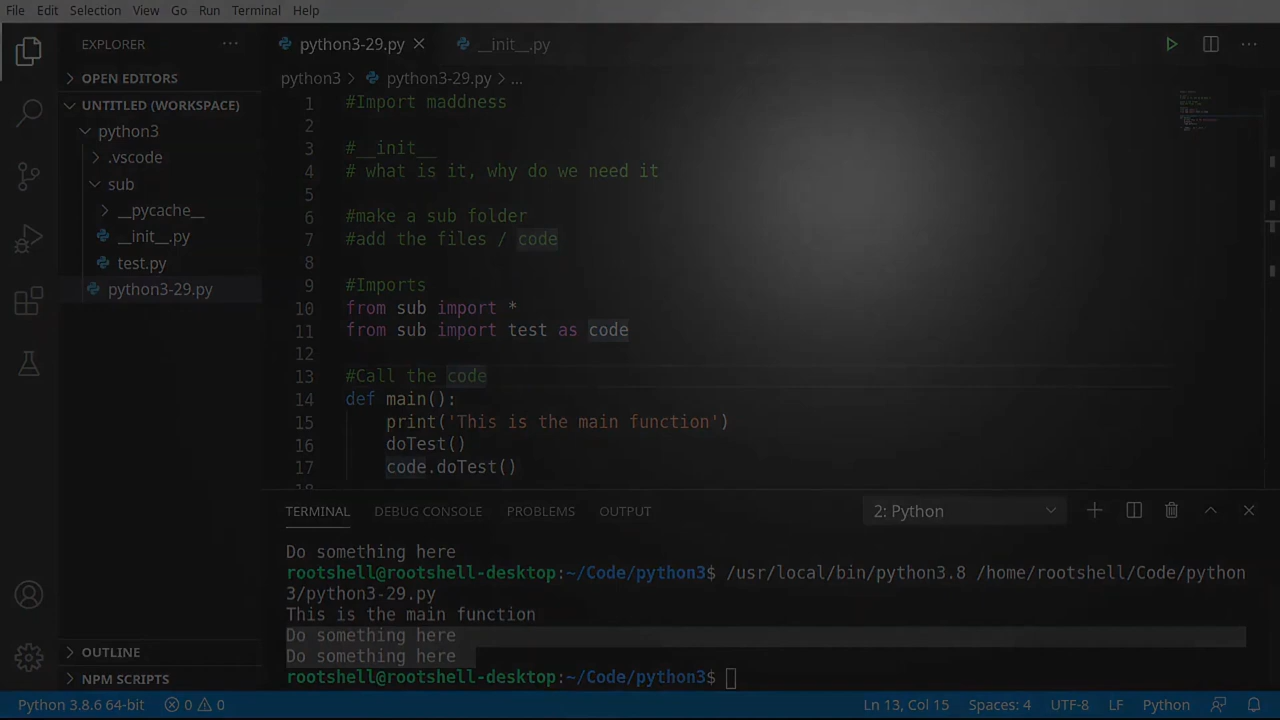 File Edit Selection View Go Run Terminal Help
EXPLORER ...
python3-29.py
__init__.py
OPEN EDITORS
UNTITLED (WORKSPACE)
python3
.vscode
sub
__pycache__
__init__.py
test.py
python3-29.py
OUTLINE
NPM SCRIPTS
python3 > python3-29.py > ...
1 #Import maddness
2
3 #__init__
4 # what is it, why do we need it
5
6 #make a sub folder
7 #add the files / code
8
9 #Imports
10 from sub import *
11 from sub import test as code
12
13 #Call the code
14 def main():
15 print('This is the main function')
16 doTest()
17 code.doTest()
TERMINAL DEBUG CONSOLE PROBLEMS OUTPUT 2: Python
Do something here
rootshell@rootshell-desktop:~/Code/python3$ /usr/local/bin/python3.8 /home/rootshell/Code/python
3/python3-29.py
This is the main function
Do something here
Do something here
rootshell@rootshell-desktop:~/Code/python3$
Python 3.8.6 64-bit 0 0 Ln 13, Col 15 Spaces: 4 UTF-8 LF Python